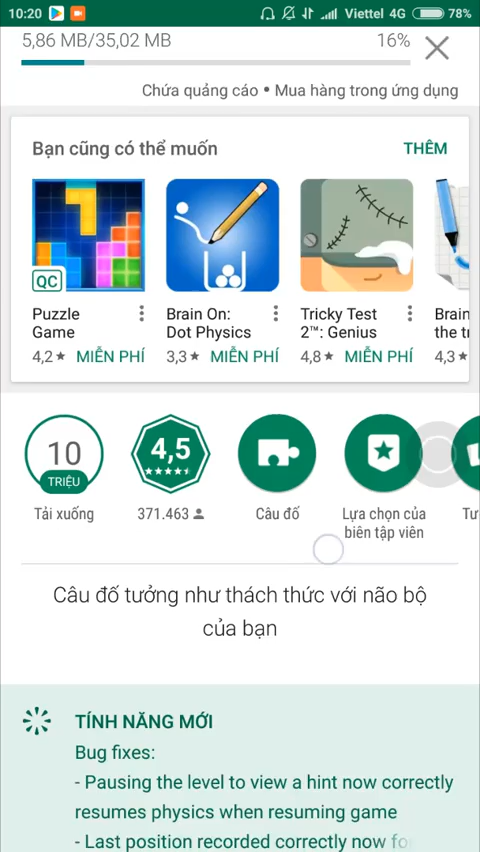 10:20 Viettel 4G 78%
5,86 MB/35,02 MB 16%
Chứa quảng cáo • Mua hàng trong ứng dụng
Bạn cũng có thể muốn THÊM
QC
Puzzle Game
4,2★ MIỄN PHÍ
Brain On: Dot Physics
3,3★ MIỄN PHÍ
Tricky Test 2™: Genius
4,8★ MIỄN PHÍ
Brain
the
4,3★
10
TRIỆU
Tải xuống
4,5
371.463
Câu đố
Lựa chọn của
biên tập viên
Câu đố tưởng như thách thức với não bộ
của bạn
TÍNH NĂNG MỚI
Bug fixes:
- Pausing the level to view a hint now correctly
resumes physics when resuming game
- Last position recorded correctly now for